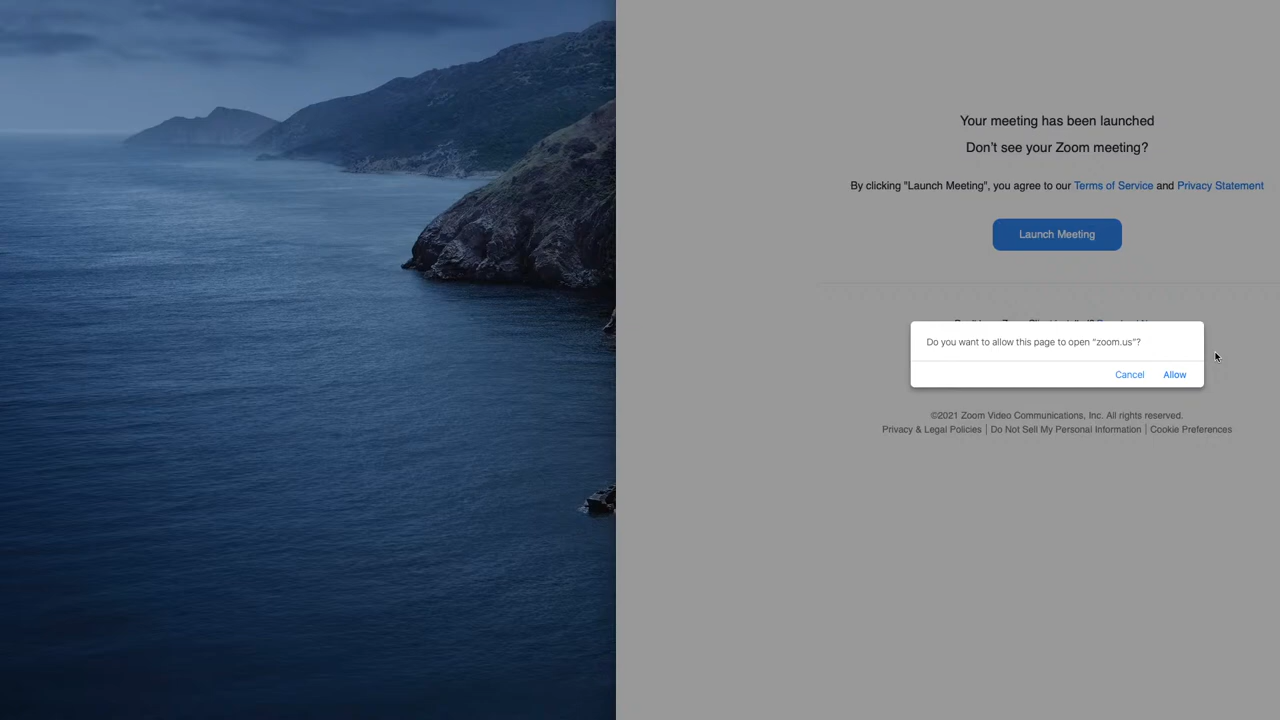 Your meeting has been launched
Don't see your Zoom meeting?
By clicking "Launch Meeting", you agree to our Terms of Service and Privacy Statement
Launch Meeting
Do you want to allow this page to open “zoom.us”?
Cancel Allow
©2021 Zoom Video Communications, Inc. All rights reserved.
Privacy & Legal Policies | Do Not Sell My Personal Information | Cookie Preferences